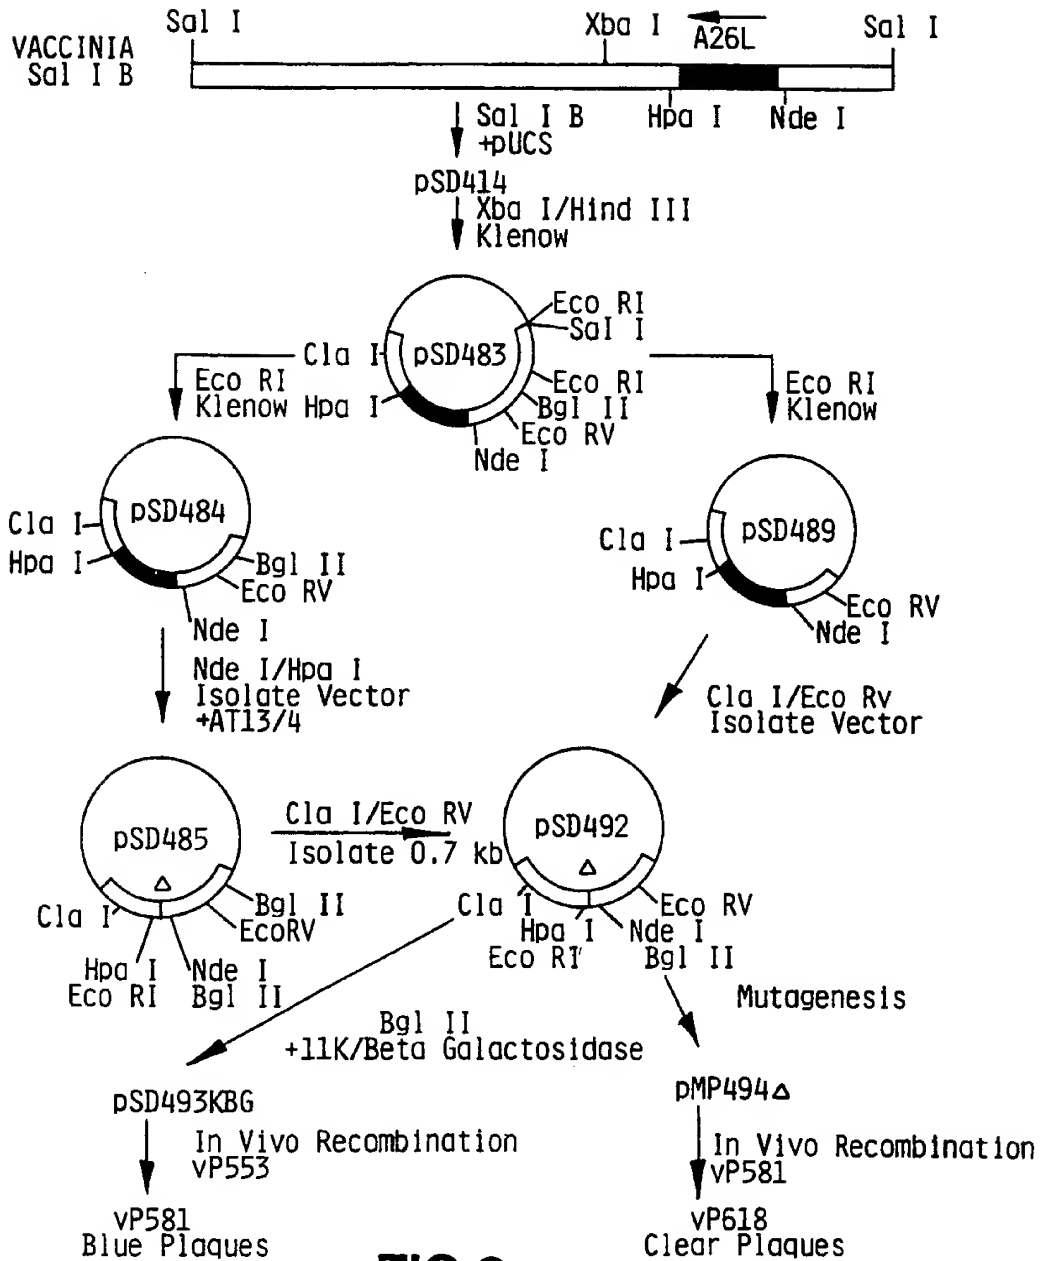 Sal I
Xba I
A26L
Sal I
VACCINIA
Sal I B
Hpa I
Nde I
Sal I B
+pUCS
pSD414
Xba I/Hind III
Klenow
Eco RI
Sal I
Cla I
pSD483
Eco RI
Klenow
Hpa I
Eco RI
Bgl II
Eco RV
Nde I
Eco RI
Klenow
pSD484
Cla I
Hpa I
Bgl II
Eco RV
Nde I
pSD489
Cla I
Hpa I
Eco RV
Nde I
Nde I/Hpa I
Isolate Vector
+AT13/4
Cla I/Eco Rv
Isolate Vector
pSD485
Cla I/Eco RV
Isolate 0.7 kb
pSD492
Cla I
Bgl II
EcoRV
Hpa I
Nde I
Eco RI
Bgl II
Cla I
Eco RV
Hpa I
Nde I
Eco RI
Bgl II
Mutagenesis
Bgl II
+11K/Beta Galactosidase
pSD493KBG
pMP494Δ
In Vivo Recombination
vP553
In Vivo Recombination
vP581
vP581
Blue Plaques
vP618
Clear Plaques